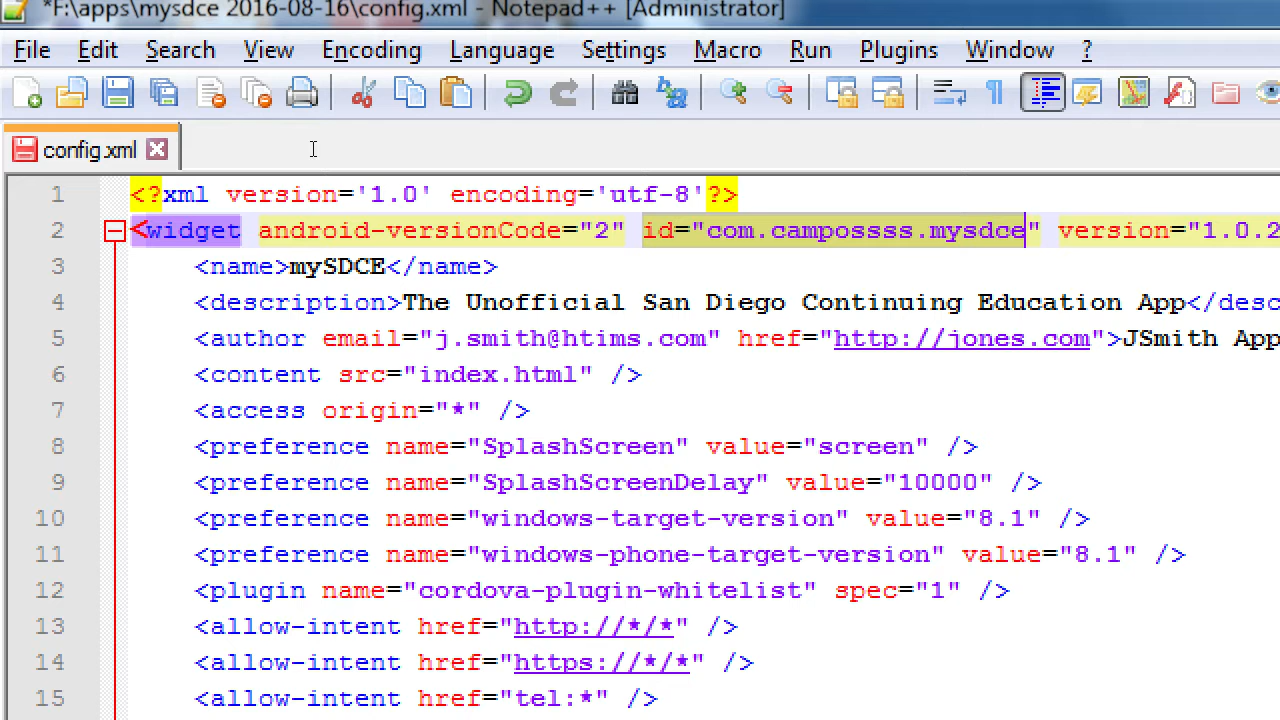 *F:\apps\mysdce 2016-08-16\config.xml - Notepad++ [Administrator]
File Edit Search View Encoding Language Settings Macro Run Plugins Window ?
config.xml
1 <?xml version='1.0' encoding='utf-8'?>
2 <widget android-versionCode="2" id="com.campossss.mysdce" version="1.0.2
3 <name>mySDCE</name>
4 <description>The Unofficial San Diego Continuing Education App</desc
5 <author email="j.smith@htims.com" href="http://jones.com">JSmith App
6 <content src="index.html" />
7 <access origin="*" />
8 <preference name="SplashScreen" value="screen" />
9 <preference name="SplashScreenDelay" value="10000" />
10 <preference name="windows-target-version" value="8.1" />
11 <preference name="windows-phone-target-version" value="8.1" />
12 <plugin name="cordova-plugin-whitelist" spec="1" />
13 <allow-intent href="http://*/*" />
14 <allow-intent href="https://*/*" />
15 <allow-intent href="tel:*" />